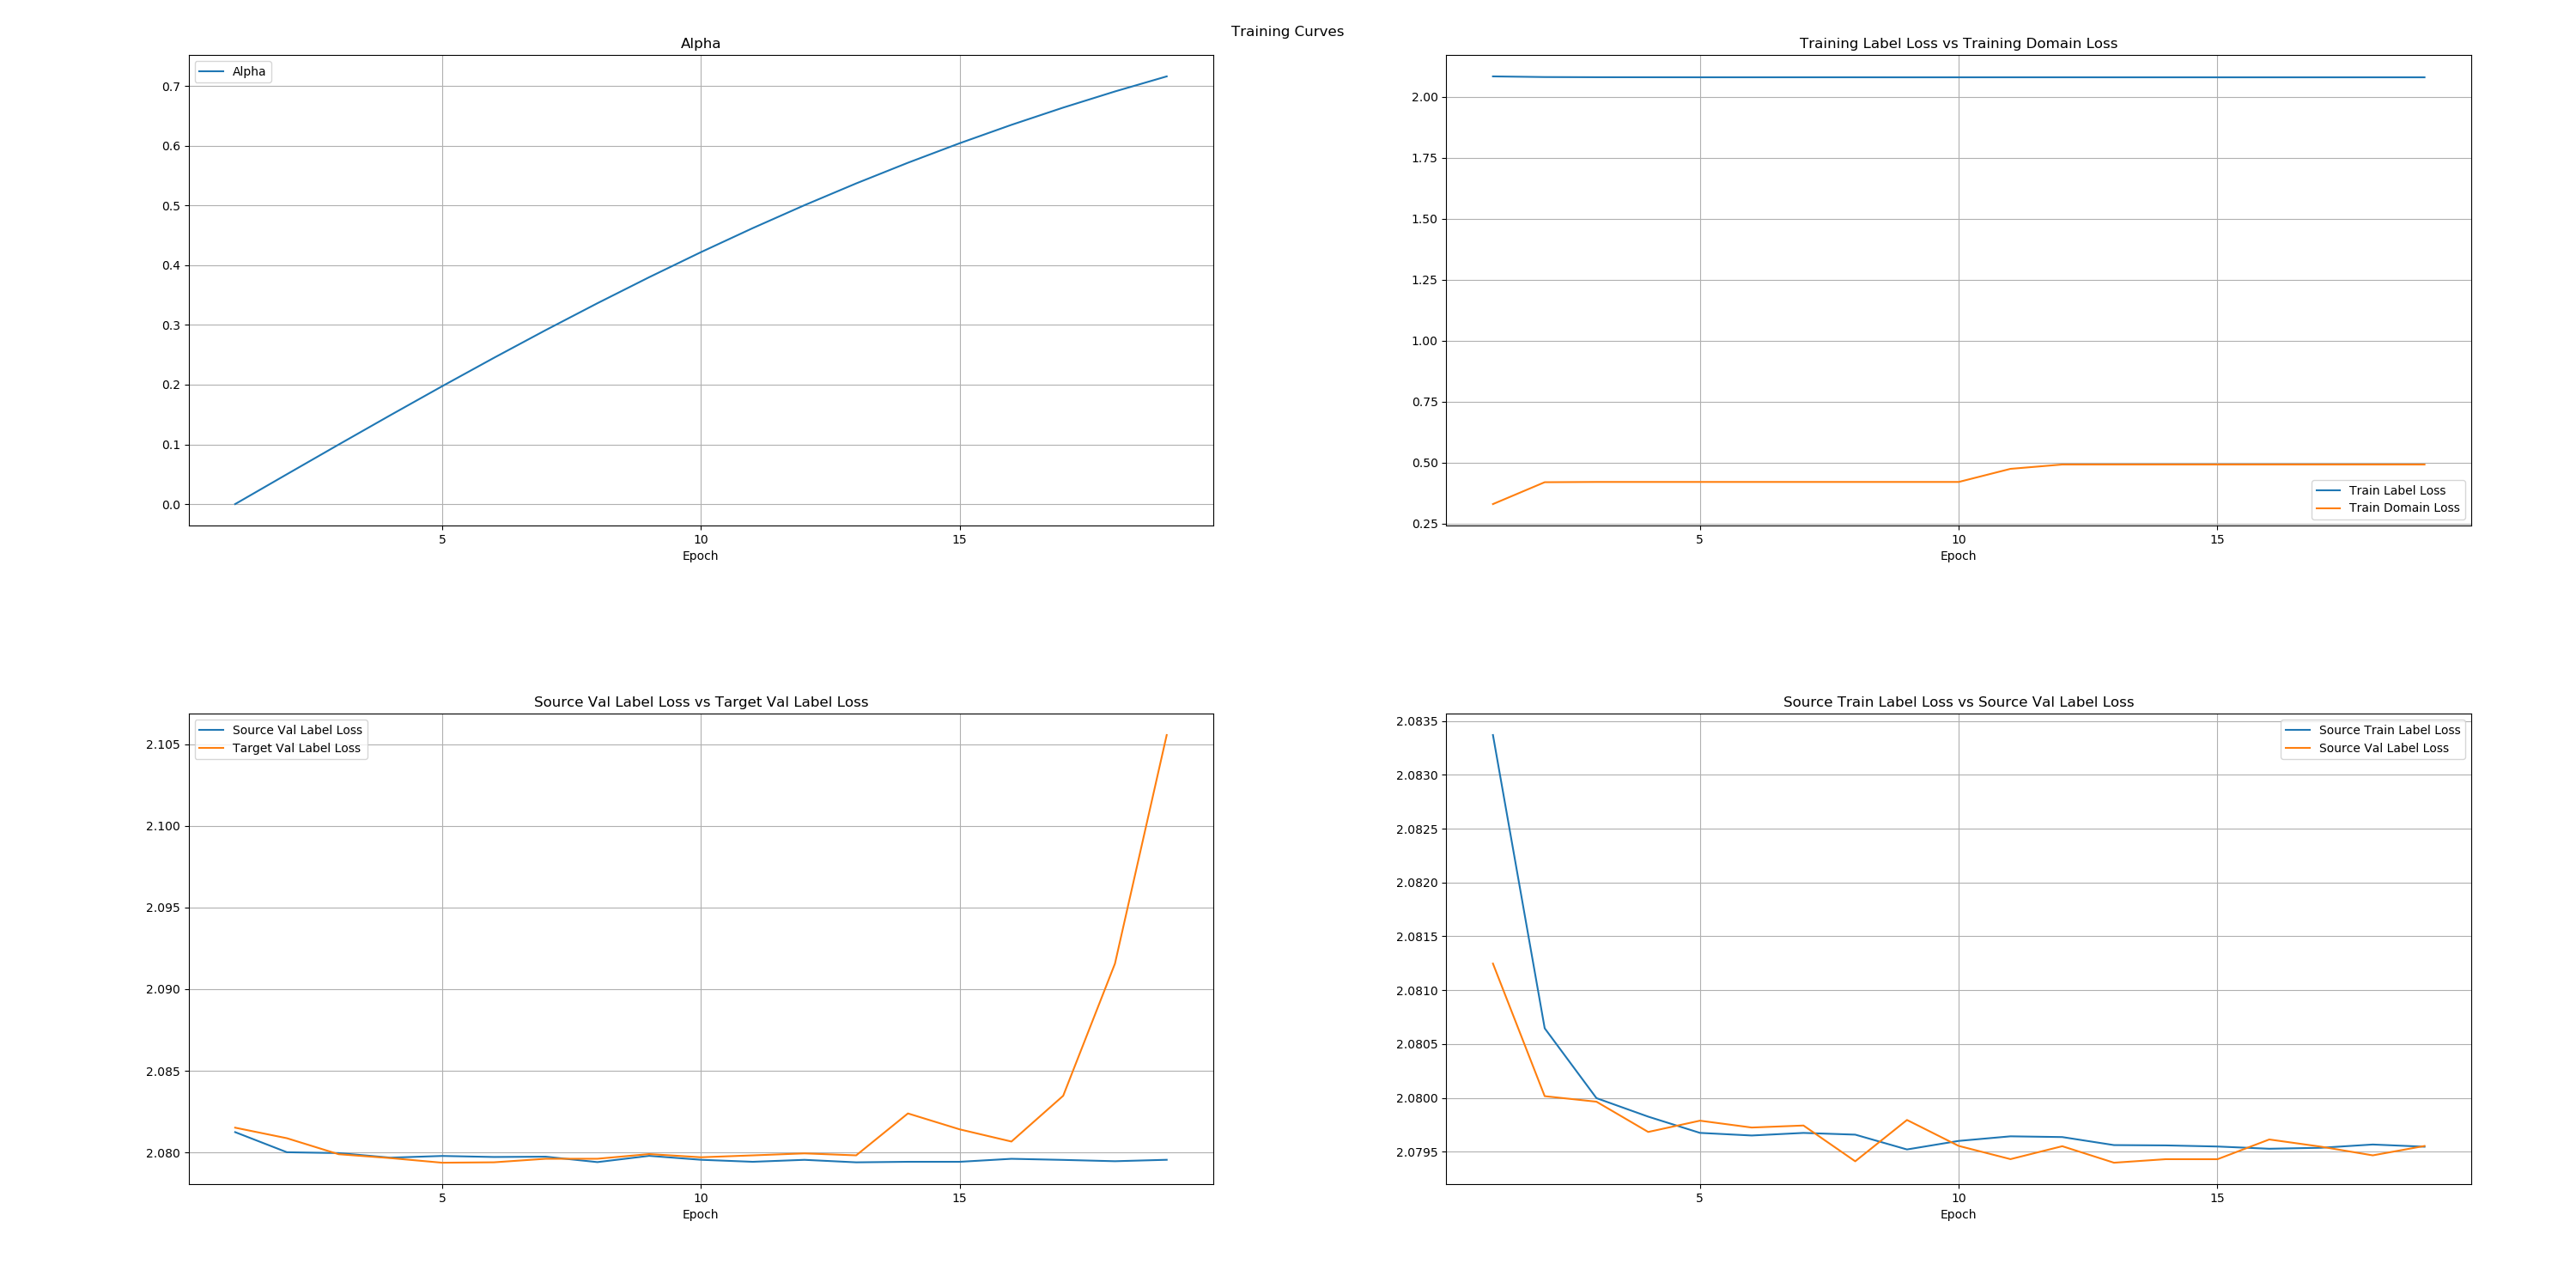 Training Curves
Alpha
Alpha
0.7
0.6
0.5
0.4
0.3
0.2
0.1
0.0
5
10
15
Epoch
Training Label Loss vs Training Domain Loss
2.00
1.75
1.50
1.25
1.00
0.75
0.50
0.25
Train Label Loss
Train Domain Loss
5
10
15
Epoch
Source Val Label Loss vs Target Val Label Loss
Source Val Label Loss
Target Val Label Loss
2.105
2.100
2.095
2.090
2.085
2.080
5
10
15
Epoch
Source Train Label Loss vs Source Val Label Loss
Source Train Label Loss
Source Val Label Loss
2.0835
2.0830
2.0825
2.0820
2.0815
2.0810
2.0805
2.0800
2.0795
5
10
15
Epoch